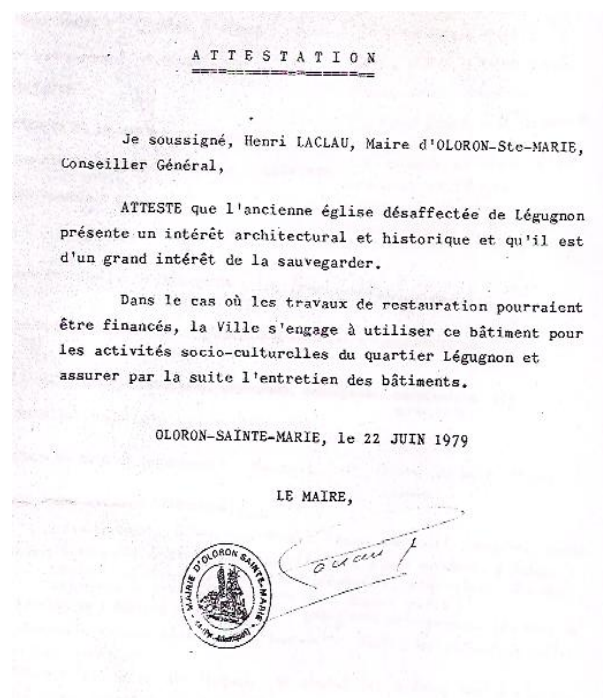 ATTESTATION
Je soussigné, Henri LACLAU, Maire d'OLORON-Ste-MARIE,
Conseiller Général,
ATTESTE que l'ancienne église désaffectée de Légugnon
présente un intérêt architectural et historique et qu'il est
d'un grand intérêt de la sauvegarder.
Dans le cas où les travaux de restauration pourraient
être financés, la Ville s'engage à utiliser ce bâtiment pour
les activités socio-culturelles du quartier Légugnon et
assurer par la suite l'entretien des bâtiments.
OLORON-SAINTE-MARIE, le 22 JUIN 1979
LE MAIRE,
MAIRIE D'OLORON SAINTE-MARIE